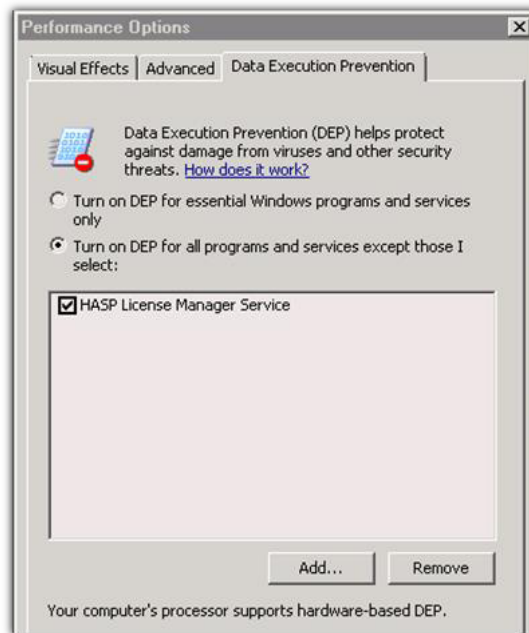 Performance Options
Visual Effects
Advanced
Data Execution Prevention
Data Execution Prevention (DEP) helps protect
against damage from viruses and other security
threats. How does it work?
Turn on DEP for essential Windows programs and services
only
Turn on DEP for all programs and services except those I
select:
HASP License Manager Service
Add...
Remove
Your computer's processor supports hardware-based DEP.